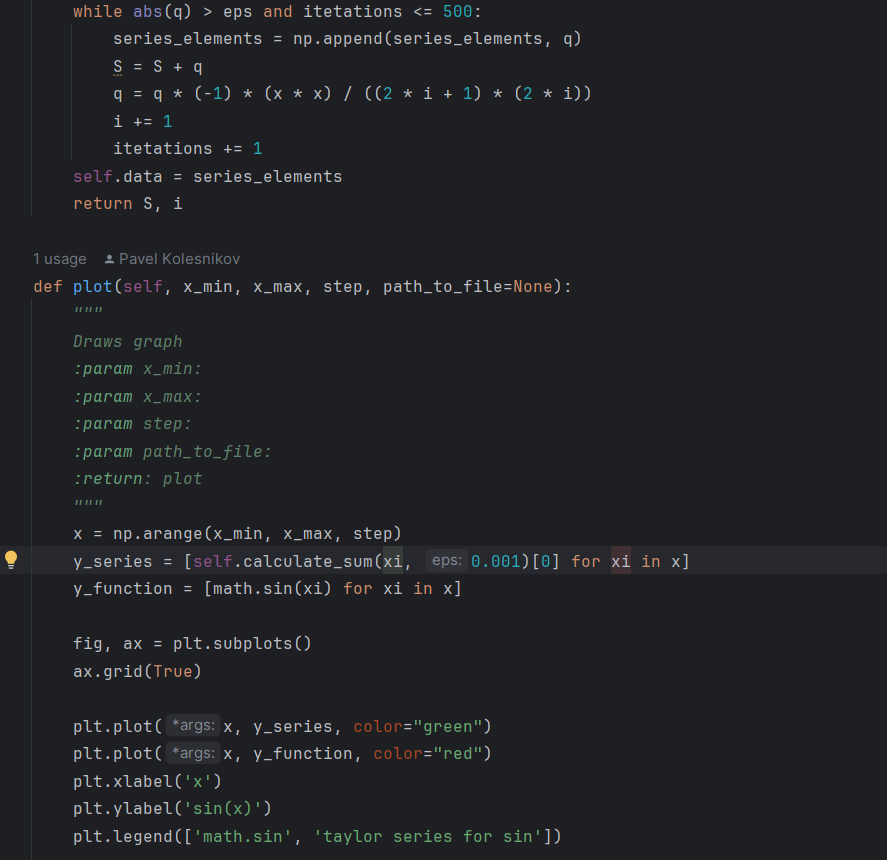 while abs(q) > eps and itetations <= 500:
series_elements = np.append(series_elements, q)
S = S + q
q = q * (-1) * (x * x) / ((2 * i + 1) * (2 * i))
i += 1
itetations += 1
self.data = series_elements
return S, i
1 usage Pavel Kolesnikov
def plot(self, x_min, x_max, step, path_to_file=None):
"""
Draws graph
:param x_min:
:param x_max:
:param step:
:param path_to_file:
:return: plot
"""
x = np.arange(x_min, x_max, step)
y_series = [self.calculate_sum(xi, eps: 0.001)[0] for xi in x]
y_function = [math.sin(xi) for xi in x]
fig, ax = plt.subplots()
ax.grid(True)
plt.plot( *args: x, y_series, color="green")
plt.plot( *args: x, y_function, color="red")
plt.xlabel('x')
plt.ylabel('sin(x)')
plt.legend(['math.sin', 'taylor series for sin'])